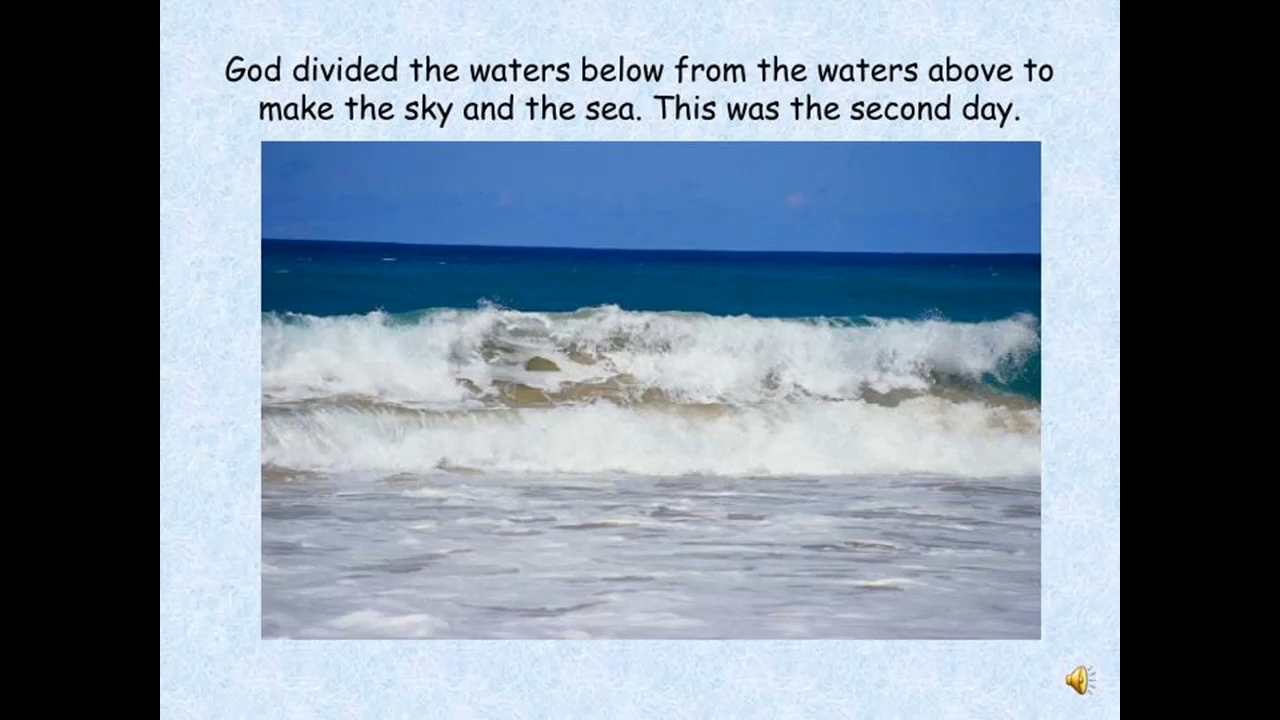 God divided the waters below from the waters above to
make the sky and the sea. This was the second day.